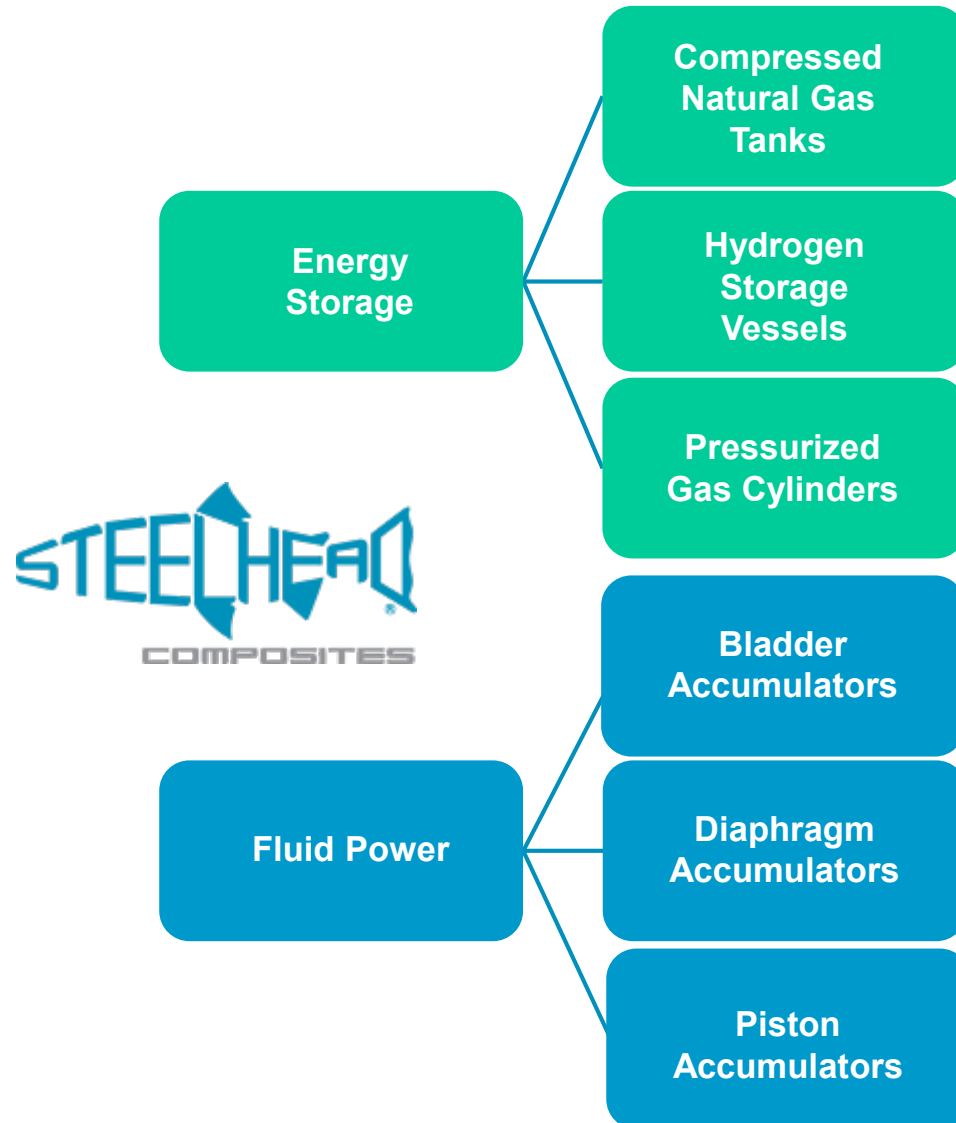 Compressed
Natural Gas
Tanks
Energy
Storage
Hydrogen
Storage
Vessels
Pressurized
Gas Cylinders
STEELHEAD
®
COMPOSITES
Bladder
Accumulators
Fluid Power
Diaphragm
Accumulators
Piston
Accumulators